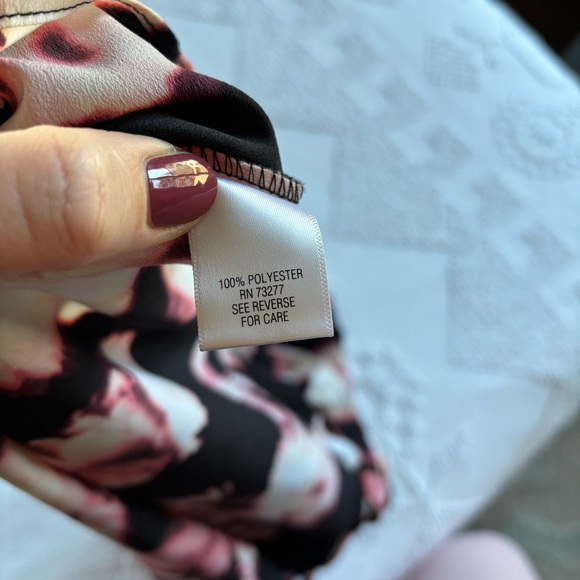 100% POLYESTER
RN 73277
SEE REVERSE
FOR CARE